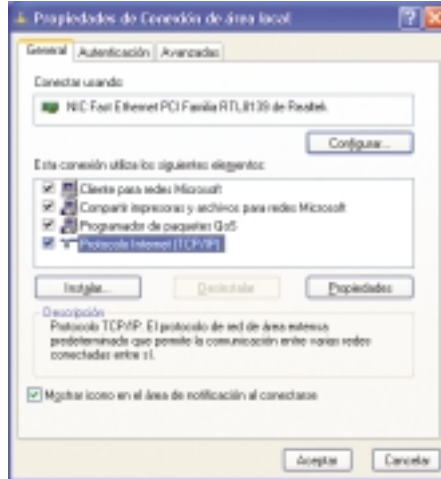 Propiedades de Conexión de área local
General Autenticación Avanzadas
Conectar usando:
NIC Fast Ethernet PCI Familia RTL8139 de Realtek
Configurar...
Esta conexión utiliza los siguientes elementos:
Cliente para redes Microsoft
Compartir impresoras y archivos para redes Microsoft
Programador de paquetes QoS
Protocolo Internet (TCP/IP)
Instalar... Desinstalar Propiedades
Descripción
Protocolo TCP/IP. El protocolo de red de área extensa
predeterminado que permite la comunicación entre varias redes
conectadas entre sí.
Mostrar icono en el área de notificación al conectarse
Aceptar Cancelar